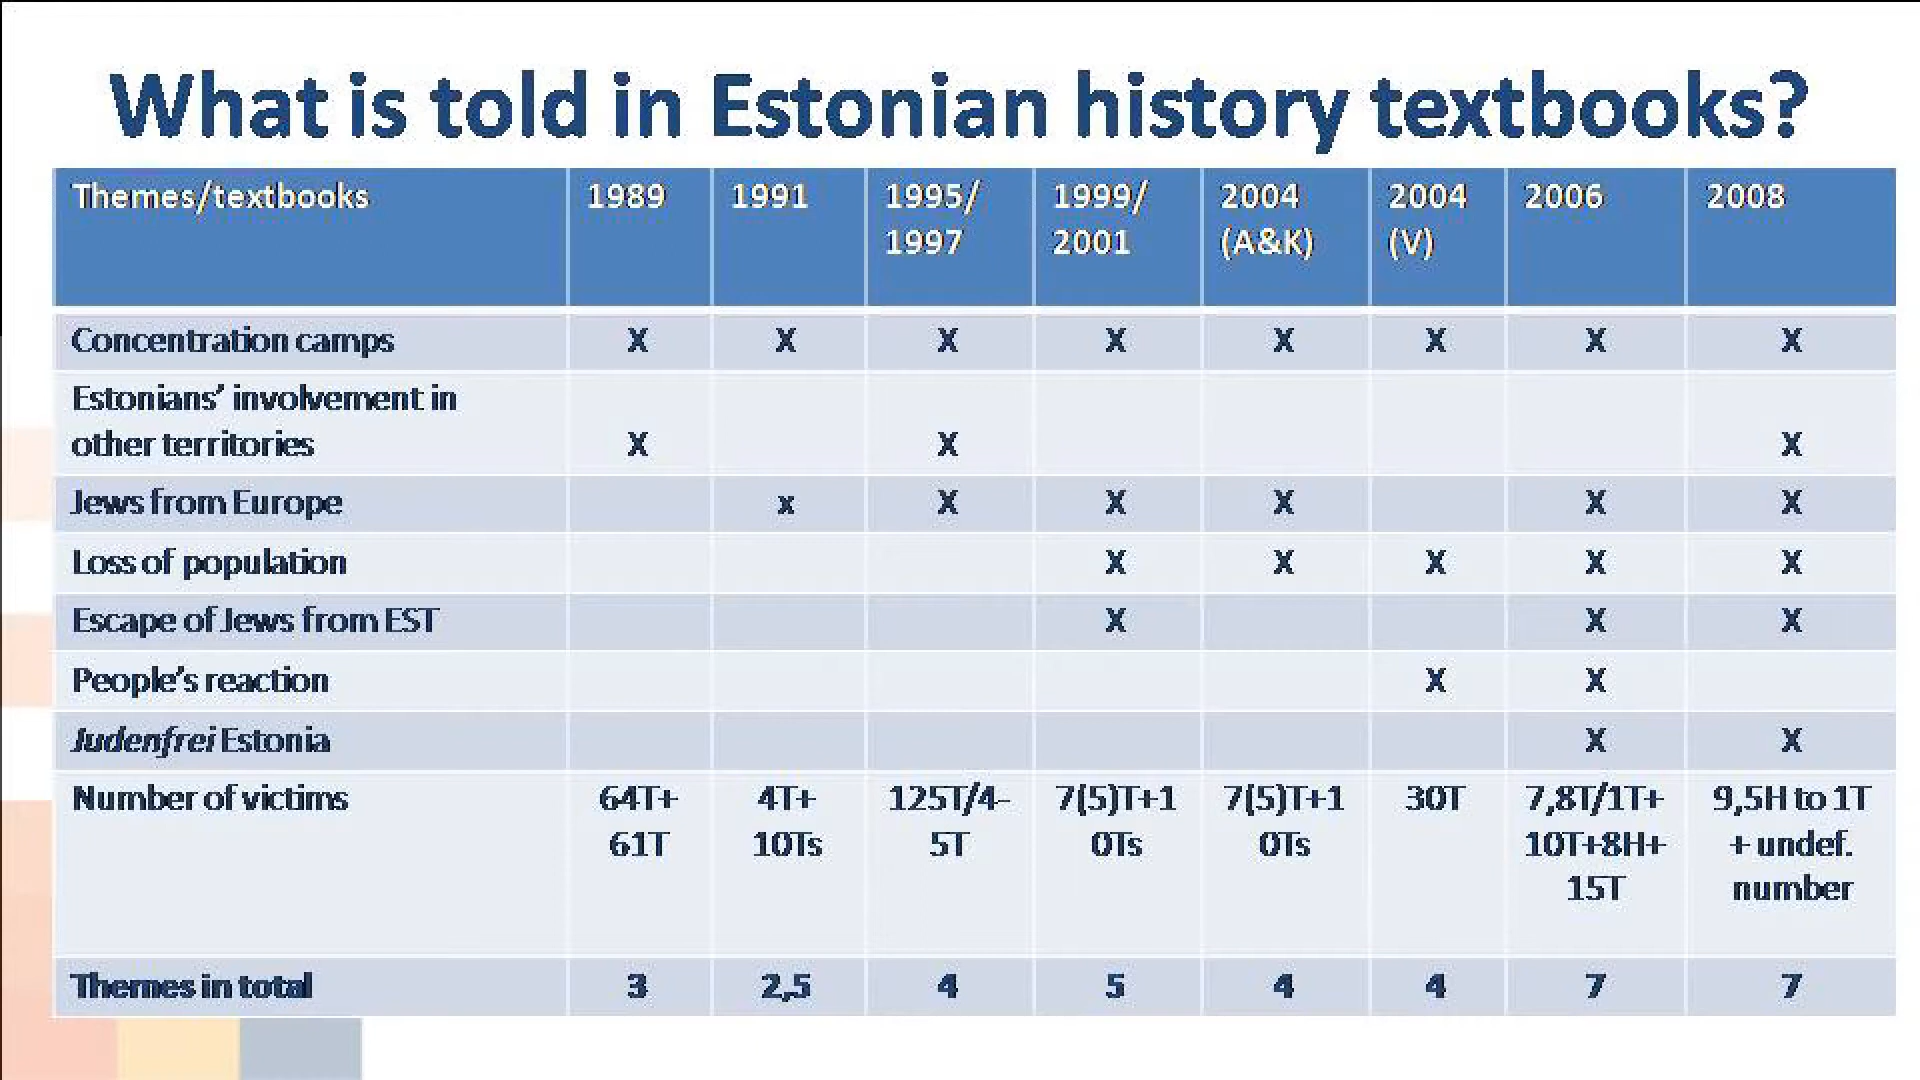 What is told in Estonian history textbooks?
Themes/textbooks 1989 1991 1995/ 1999/ 2004 2004 2006 2008
1997 2001 (A&K) (V)
Concentration camps X X X X X X X X
Estonians' involvement in
other territories X X X
Jews from Europe x X X X X X
Loss of population X X X X X
Escape of Jews from EST X X X
People's reaction X X
Judenfrei Estonia X X
Number of victims 64T+ 4T+ 125T/4- 7(5)T+1 7(5)T+1 30T 7,8T/1T+ 9,5H to 1T
61T 10Ts 5T 0Ts 0Ts 10T+8H+ + undef.
15T number
Themes in total 3 2,5 4 5 4 4 7 7